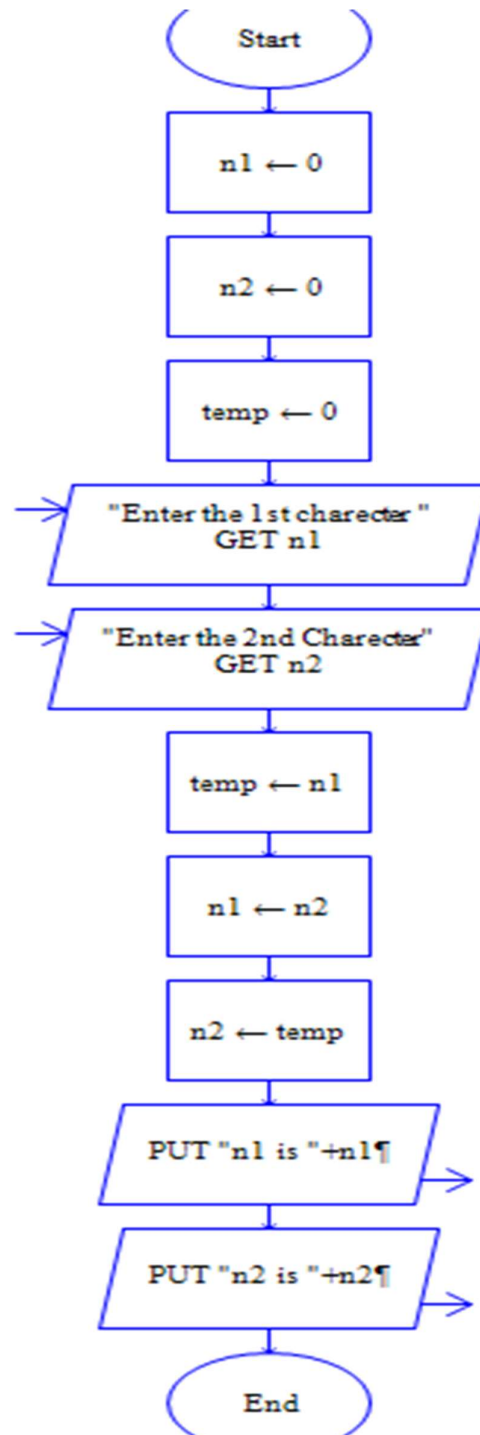 Start
n1 ← 0
n2 ← 0
temp ← 0
"Enter the 1st charecter "
GET n1
"Enter the 2nd Charecter"
GET n2
temp ← n1
n1 ← n2
n2 ← temp
PUT "n1 is "+n1¶
PUT "n2 is "+n2¶
End